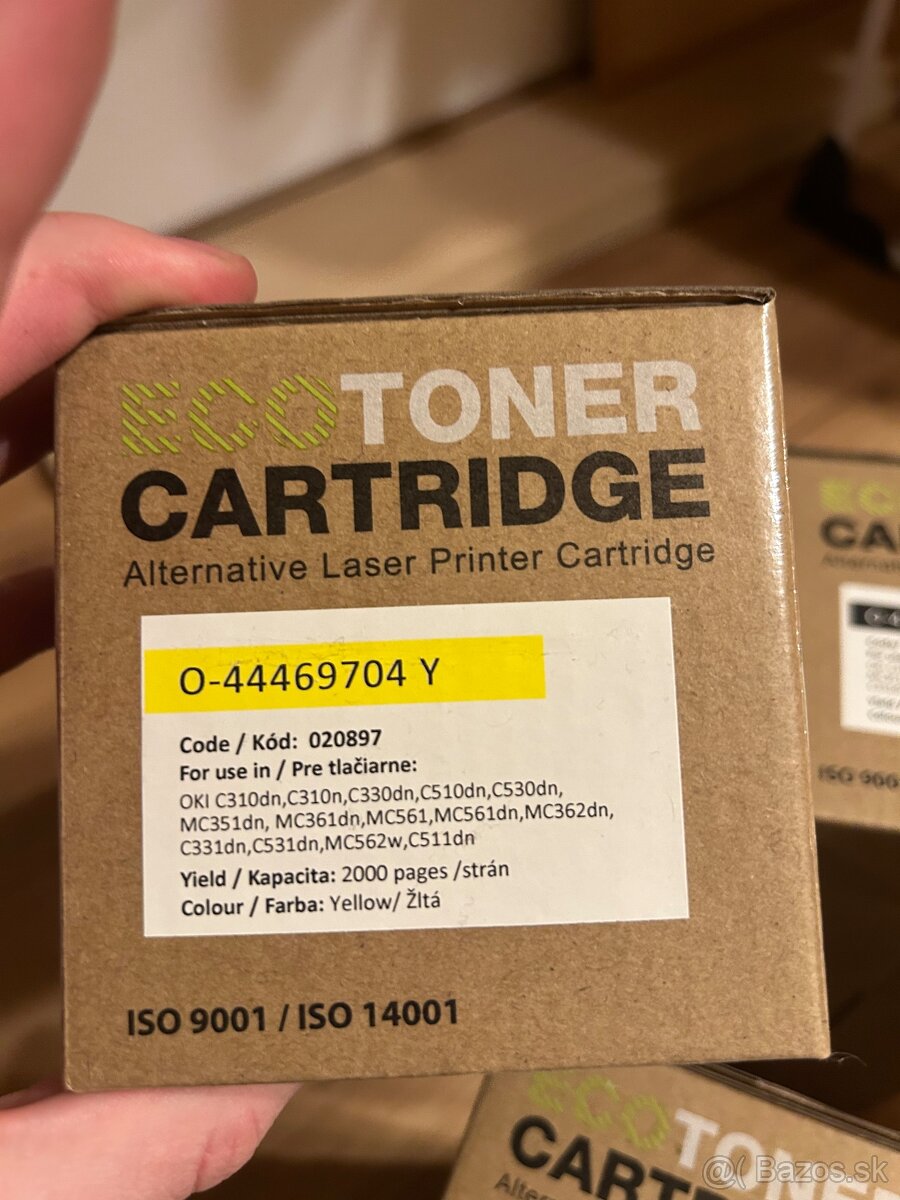 ECOTONER
CARTRIDGE
Alternative Laser Printer Cartridge
O-44469704 Y
Code / Kód: 020897
For use in / Pre tlačiarne:
OKI C310dn,C310n,C330dn,C510dn,C530dn,
MC351dn, MC361dn,MC561,MC561dn,MC362dn,
C331dn,C531dn,MC562w,C511dn
Yield / Kapacita: 2000 pages /strán
Colour / Farba: Yellow/ Žltá
ISO 9001 / ISO 14001
EC
CA
ISO 900
ECOTONE
CARTR
@( Bazos.sk